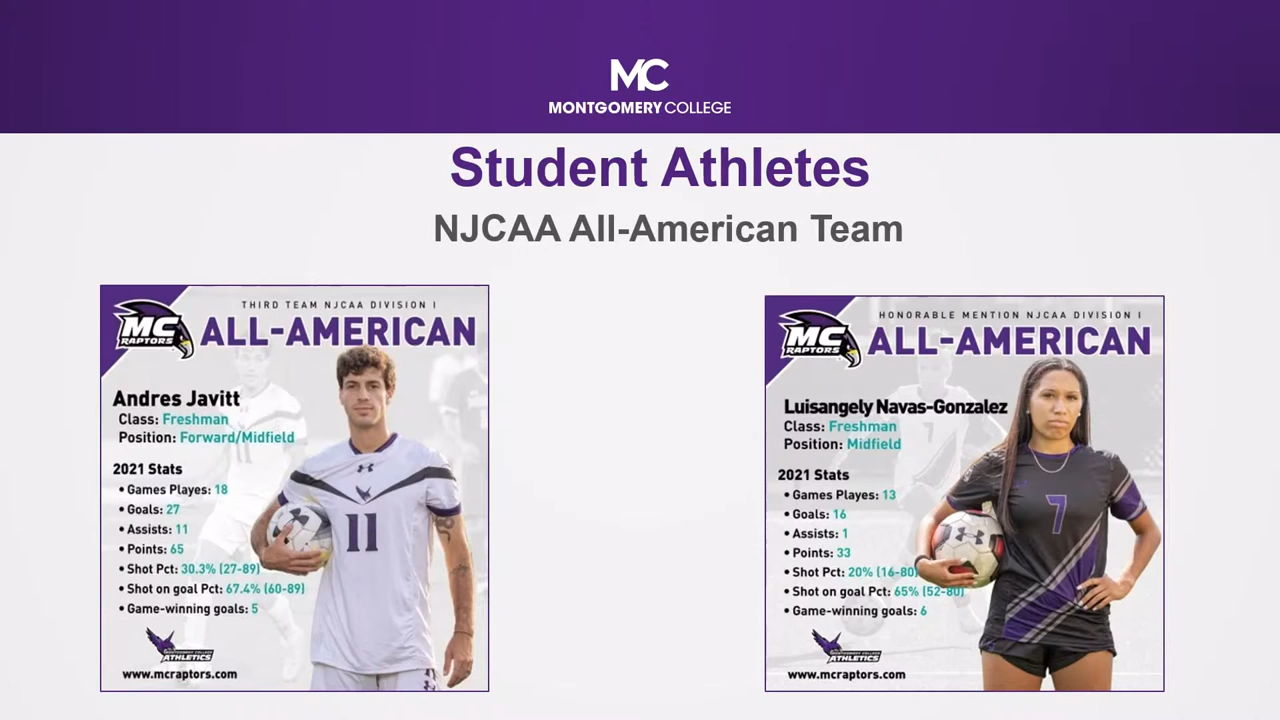 MC
MONTGOMERY COLLEGE
Student Athletes
NJCAA All-American Team
THIRD TEAM NJCAA DIVISION I
MC
RAPTORS
ALL-AMERICAN
Andres Javitt
Class: Freshman
Position: Forward/Midfield
2021 Stats
• Games Playes: 18
• Goals: 27
• Assists: 11
• Points: 65
• Shot Pct: 30.3% (27-89)
• Shot on goal Pct: 67.4% (60-89)
• Game-winning goals: 5
11
MONTGOMERY COLLEGE
ATHLETICS
www.mcraptors.com
HONORABLE MENTION NJCAA DIVISION I
MC
RAPTORS
ALL-AMERICAN
Luisangely Navas-Gonzalez
Class: Freshman
Position: Midfield
2021 Stats
• Games Playes: 13
• Goals: 16
• Assists: 1
• Points: 33
• Shot Pct: 20% (16-80)
• Shot on goal Pct: 65% (52-80)
• Game-winning goals: 6
7
MONTGOMERY COLLEGE
ATHLETICS
www.mcraptors.com